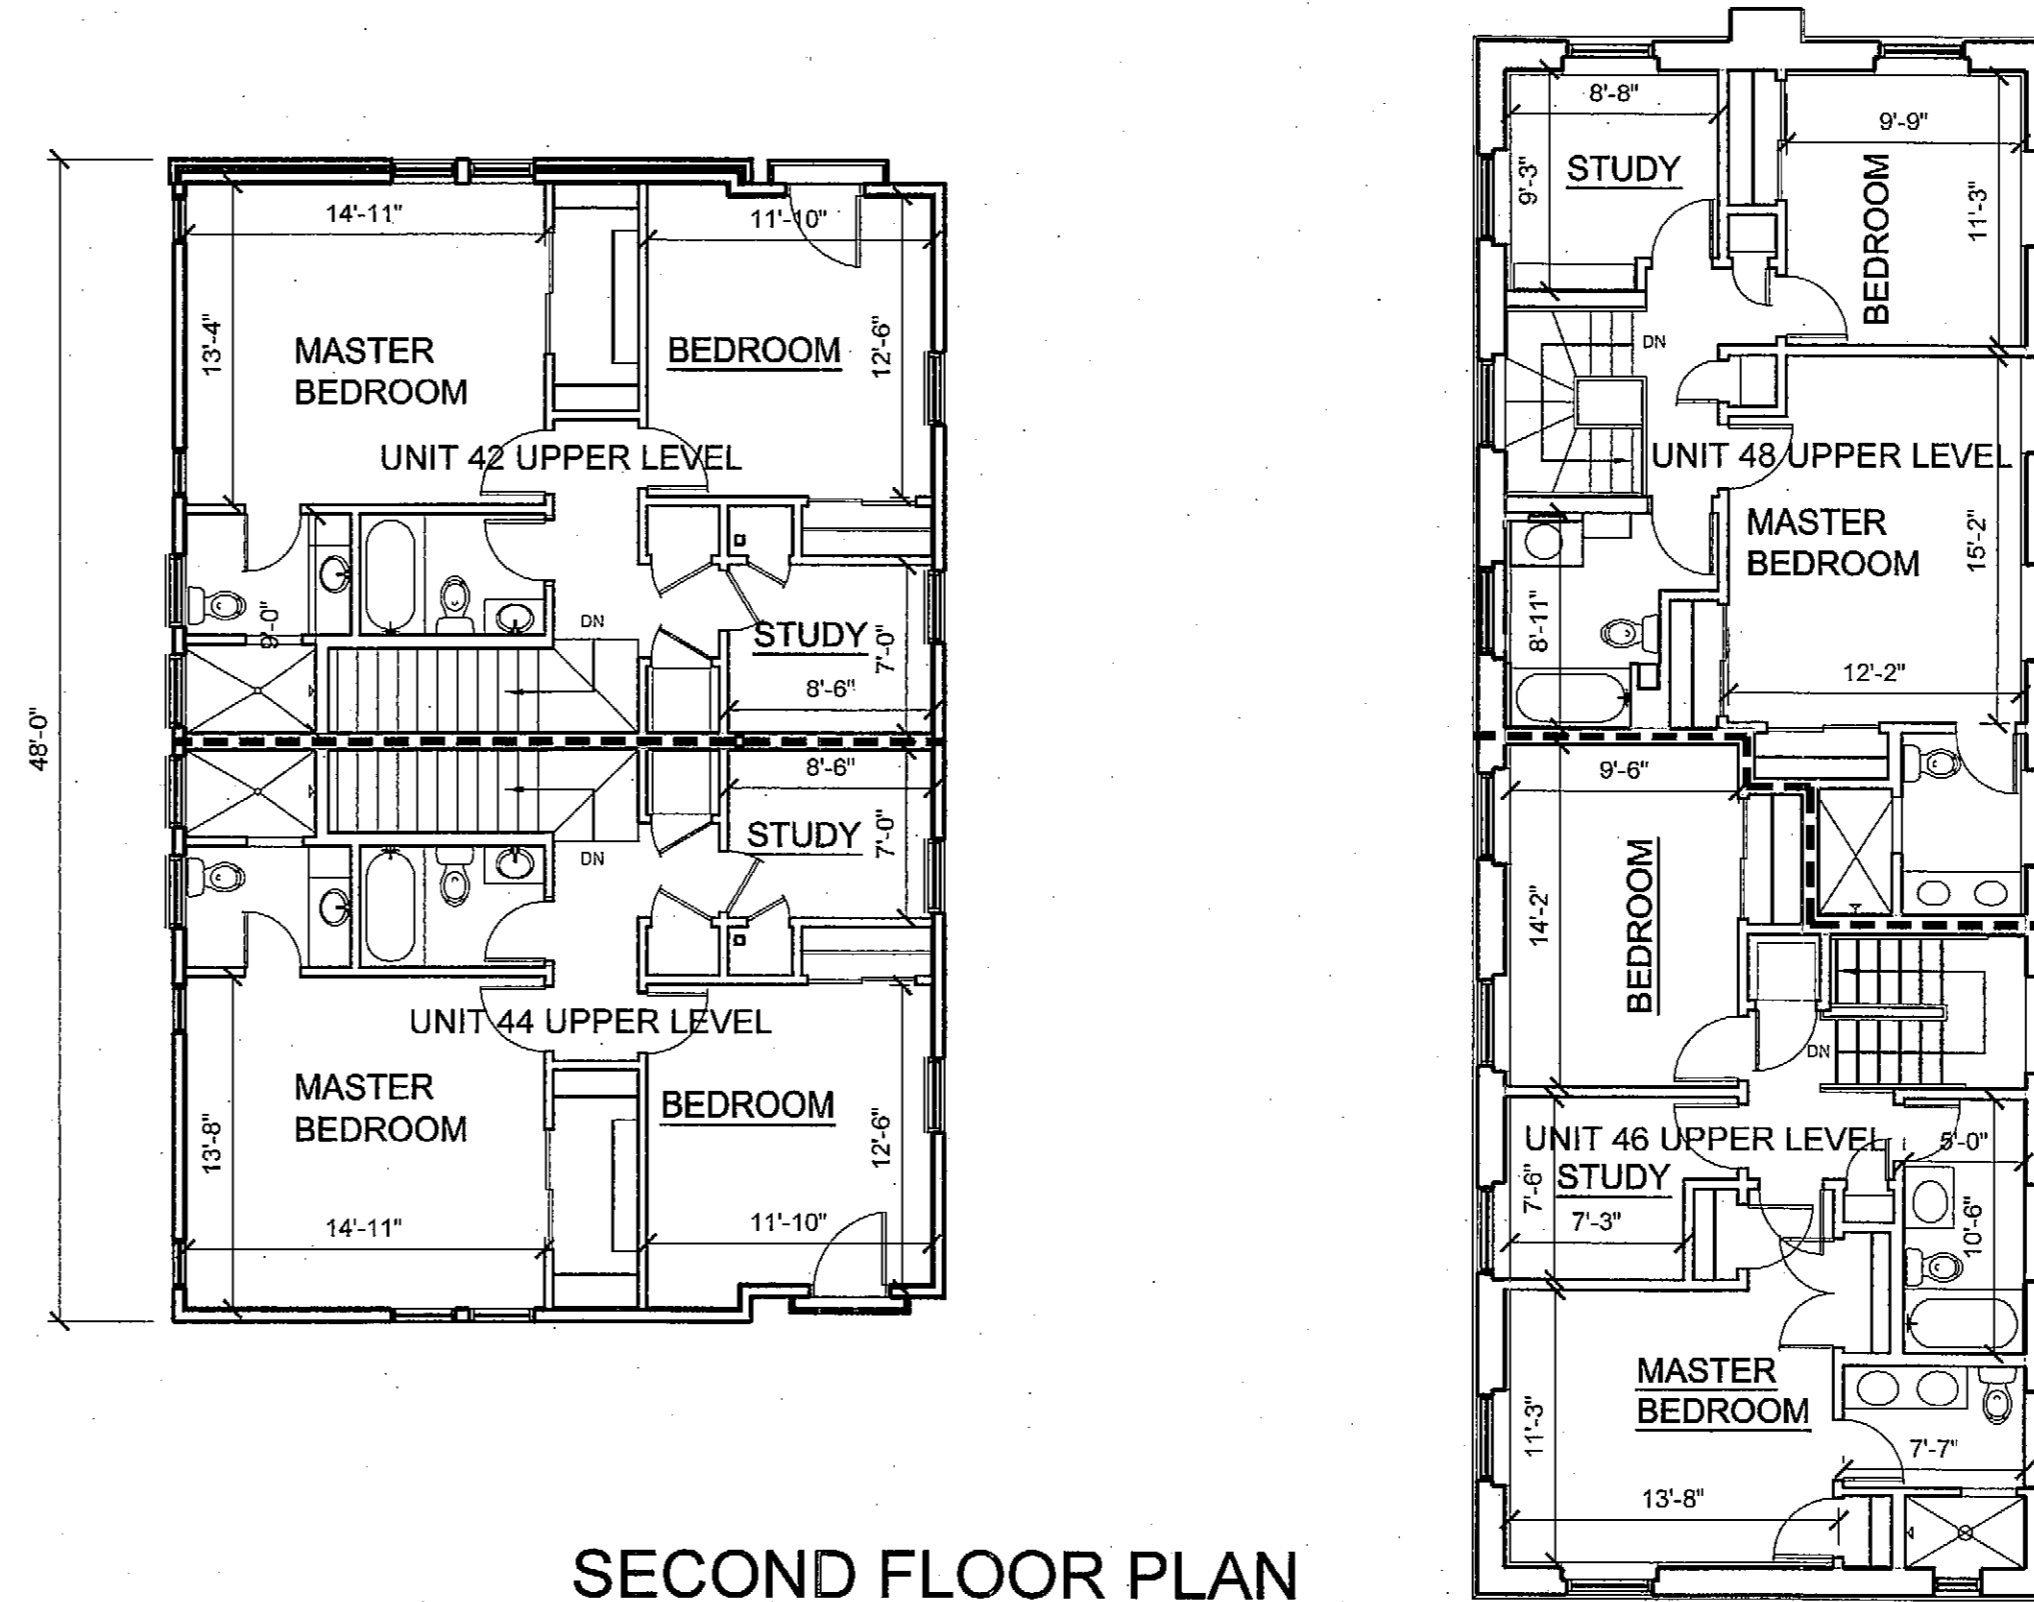 8'-8"
9'-9"
9'-3"
STUDY
BEDROOM
11'-3"
DN
UNIT 48 UPPER LEVEL
MASTER
BEDROOM
15'-2"
8'-11"
12'-2"
14'-11"
11'-10"
13'-4"
MASTER
BEDROOM
BEDROOM
12'-6"
UNIT 42 UPPER LEVEL
9'-0"
DN
STUDY
7'-0"
8'-6"
48'-0"
8'-6"
STUDY
7'-0"
DN
UNIT 44 UPPER LEVEL
MASTER
BEDROOM
BEDROOM
13'-8"
12'-6"
14'-11"
11'-10"
9'-6"
14'-2"
BEDROOM
DN
UNIT 46 UPPER LEVEL
5'-0"
7'-6"
STUDY
7'-3"
10'-6"
MASTER
BEDROOM
11'-3"
7'-7"
13'-8"
SECOND FLOOR PLAN